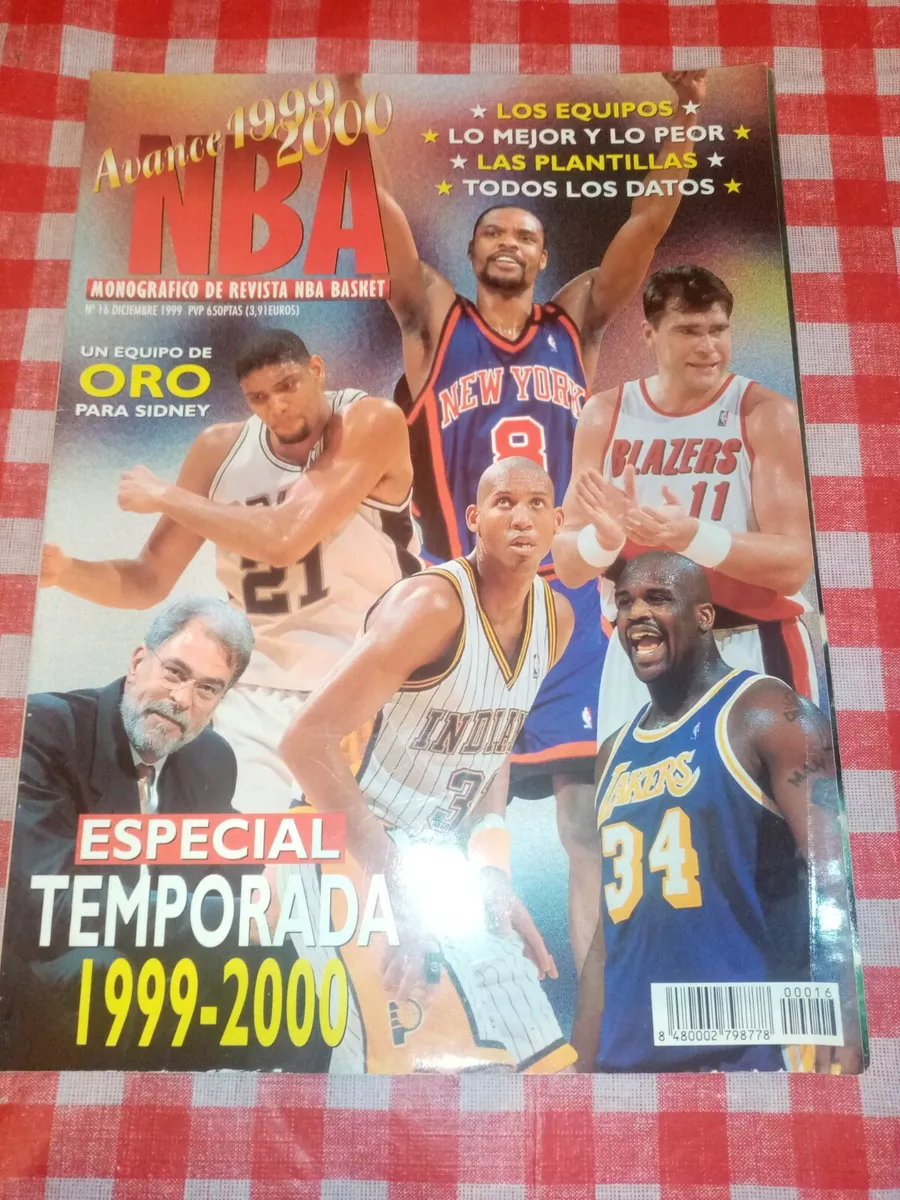 Avance 1999
2000
NBA
MONOGRAFICO DE REVISTA NBA BASKET
Nº 16 DICIEMBRE 1999 PVP 650PTAS (3,91EUROS)
★ LOS EQUIPOS ★
★ LO MEJOR Y LO PEOR ★
★ LAS PLANTILLAS ★
★ TODOS LOS DATOS ★
UN EQUIPO DE
ORO
PARA SIDNEY
NEW YORK
8
BLAZERS
11
21
INDIAN
3
LAKERS
34
ESPECIAL
TEMPORADA
1999-2000
00016
8 480002 798778